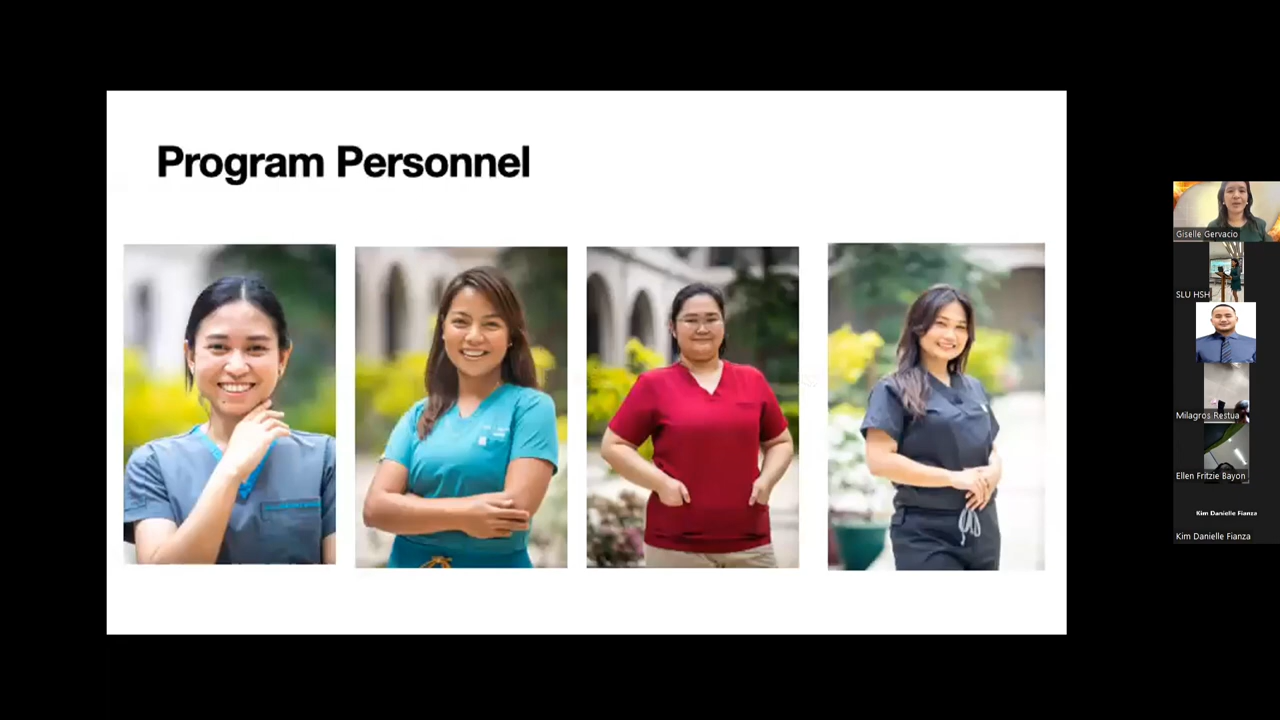 Program Personnel
Giselle Gervacio
SLU HSH
Milagros Restua
Ellen Fritzie Bayon
Kim Danielle Fianza
Kim Danielle Fianza